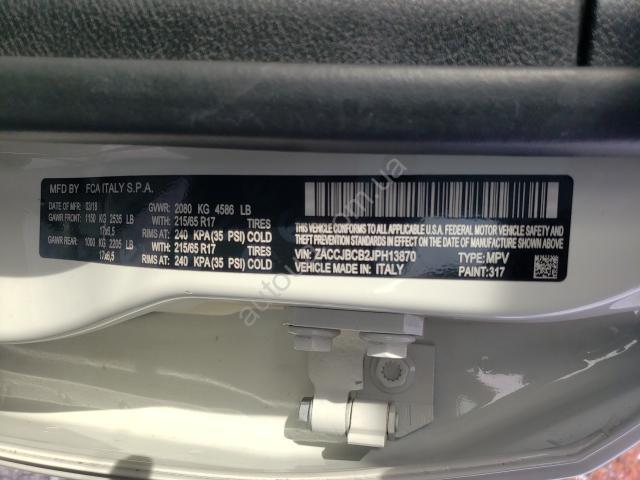 MFD BY FCA ITALY S.P.A.
DATE OF MFR 03/18 GVWR: 2080 KG 4586 LB
GAWR FRONT: 1150 KG 2535 LB WITH: 215/65 R17 TIRES
17x6,5 RIMS AT: 240 KPA(35 PSI) COLD
GAWR REAR: 1000 KG 2205 LB WITH: 215/65 R17 TIRES
17x6,5 RIMS AT: 240 KPA(35 PSI) COLD
THIS VEHICLE CONFORMS TO ALL APPLICABLE U.S.A. FEDERAL MOTOR VEHICLE
SAFETY, BUMPER AND THEFT PREVENTION STANDARDS IN EFFECT ON THE
DATE OF MANUFACTURE SHOWN ABOVE.
VIN: ZACCJBCB2JPH13870 TYPE: MPV
VEHICLE MADE IN: ITALY PAINT:317